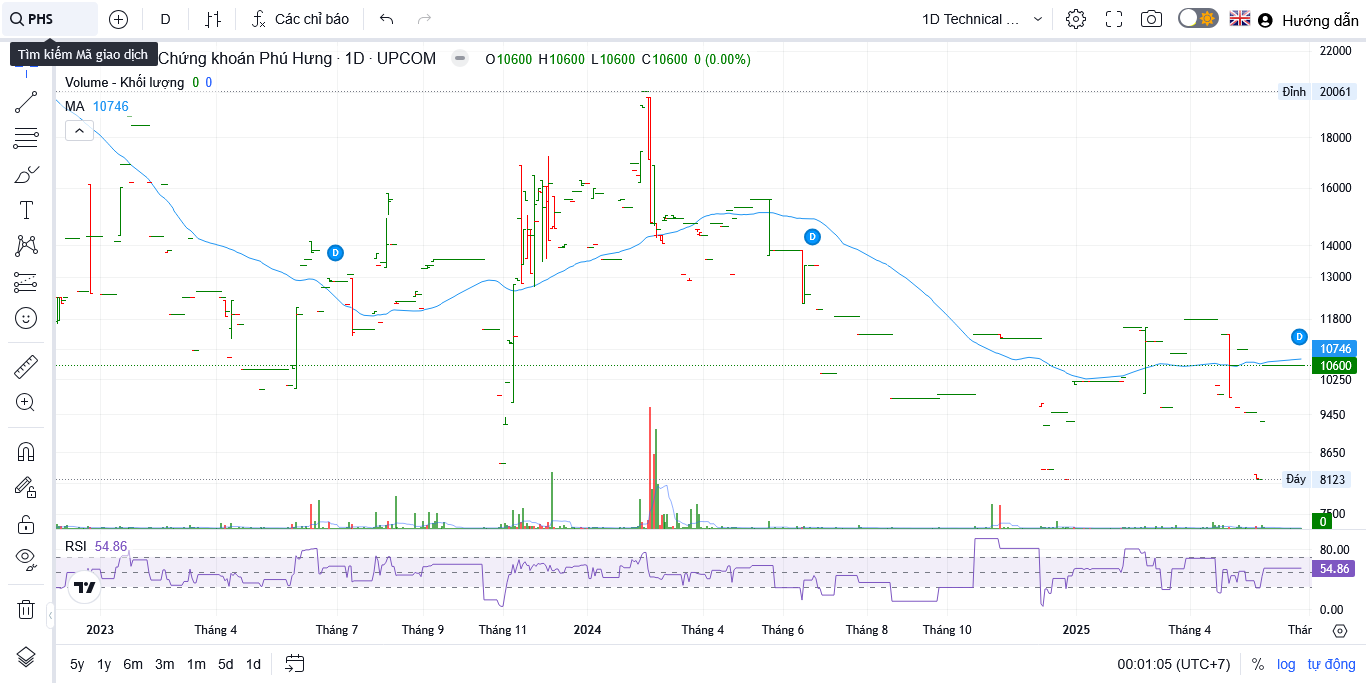 PHS
D
Các chỉ báo
1D Technical ...
Hướng dẫn
Tìm kiếm Mã giao dịch
Chứng khoán Phú Hưng · 1D · UPCOM
O10600 H10600 L10600 C10600 0 (0.00%)
Volume - Khối lượng 0 0
MA 10746
22000
Đỉnh 20061
18000
16000
14000
13000
11800
D
D
D
10746
10600
10250
9450
8650
Đáy 8123
7500
0
RSI 54.86
80.00
54.86
0.00
2023 Tháng 4 Tháng 7 Tháng 9 Tháng 11 2024 Tháng 4 Tháng 6 Tháng 8 Tháng 10 2025 Tháng 4 Thár
5y 1y 6m 3m 1m 5d 1d
00:01:05 (UTC+7) % log tự động